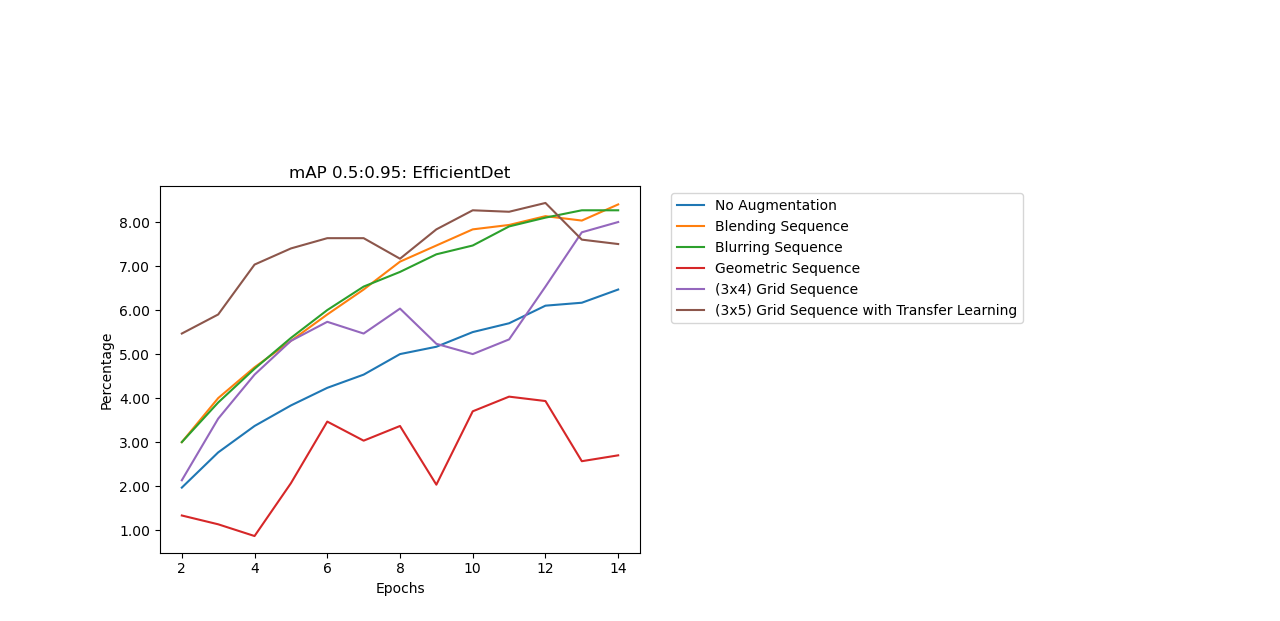 mAP 0.5:0.95: EfficientDet
No Augmentation
Blending Sequence
Blurring Sequence
Geometric Sequence
(3x4) Grid Sequence
(3x5) Grid Sequence with Transfer Learning
Percentage
8.00
7.00
6.00
5.00
4.00
3.00
2.00
1.00
2 4 6 8 10 12 14
Epochs